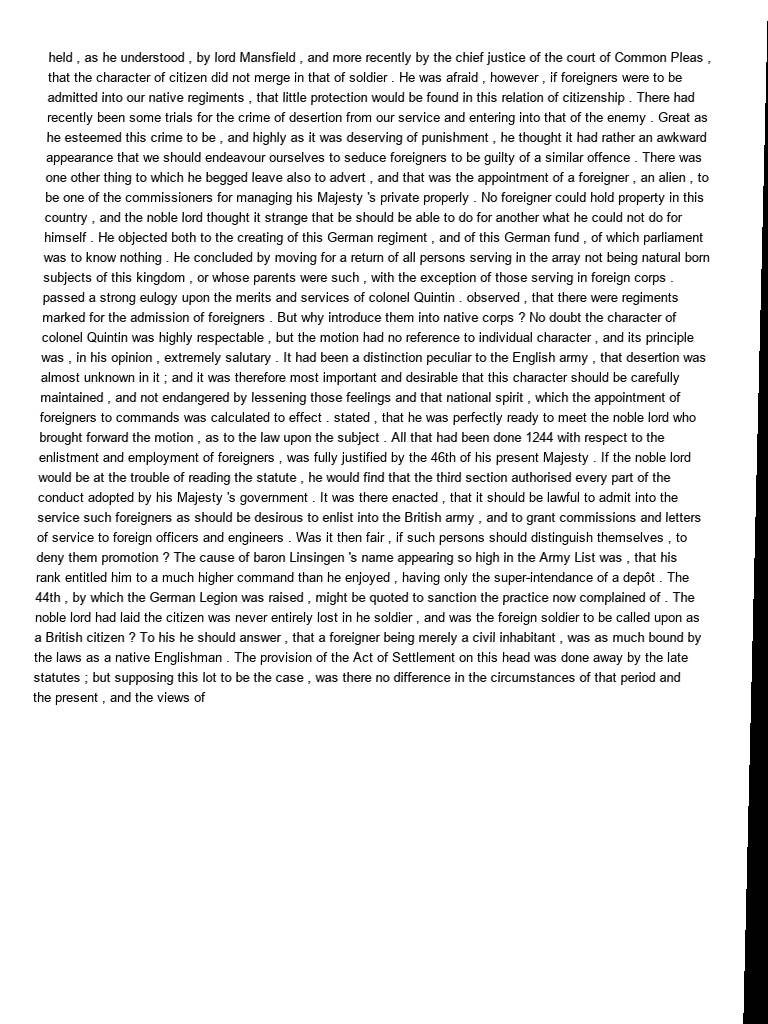 held , as he understood , by lord Mansfield , and more recently by the chief justice of the court of Common Pleas ,
that the character of citizen did not merge in that of soldier . He was afraid , however , if foreigners were to be
admitted into our native regiments , that little protection would be found in this relation of citizenship . There had
recently been some trials for the crime of desertion from our service and entering into that of the enemy . Great as
he esteemed this crime to be , and highly as it was deserving of punishment , he thought it had rather an awkward
appearance that we should endeavour ourselves to seduce foreigners to be guilty of a similar offence . There was
one other thing to which he begged leave also to advert , and that was the appointment of a foreigner , an alien , to
be one of the commissioners for managing his Majesty 's private properly . No foreigner could hold property in this
country , and the noble lord thought it strange that be should be able to do for another what he could not do for
himself . He objected both to the creating of this German regiment , and of this German fund , of which parliament
was to know nothing . He concluded by moving for a return of all persons serving in the array not being natural born
subjects of this kingdom , or whose parents were such , with the exception of those serving in foreign corps .
passed a strong eulogy upon the merits and services of colonel Quintin . observed , that there were regiments
marked for the admission of foreigners . But why introduce them into native corps ? No doubt the character of
colonel Quintin was highly respectable , but the motion had no reference to individual character , and its principle
was , in his opinion , extremely salutary . It had been a distinction peculiar to the English army , that desertion was
almost unknown in it ; and it was therefore most important and desirable that this character should be carefully
maintained , and not endangered by lessening those feelings and that national spirit , which the appointment of
foreigners to commands was calculated to effect . stated , that he was perfectly ready to meet the noble lord who
brought forward the motion , as to the law upon the subject . All that had been done 1244 with respect to the
enlistment and employment of foreigners , was fully justified by the 46th of his present Majesty . If the noble lord
would be at the trouble of reading the statute , he would find that the third section authorised every part of the
conduct adopted by his Majesty 's government . It was there enacted , that it should be lawful to admit into the
service such foreigners as should be desirous to enlist into the British army , and to grant commissions and letters
of service to foreign officers and engineers . Was it then fair , if such persons should distinguish themselves , to
deny them promotion ? The cause of baron Linsingen 's name appearing so high in the Army List was , that his
rank entitled him to a much higher command than he enjoyed , having only the super-intendance of a depôt . The
44th , by which the German Legion was raised , might be quoted to sanction the practice now complained of . The
noble lord had laid the citizen was never entirely lost in he soldier , and was the foreign soldier to be called upon as
a British citizen ? To his he should answer , that a foreigner being merely a civil inhabitant , was as much bound by
the laws as a native Englishman . The provision of the Act of Settlement on this head was done away by the late
statutes ; but supposing this lot to be the case , was there no difference in the circumstances of that period and
the present , and the views of